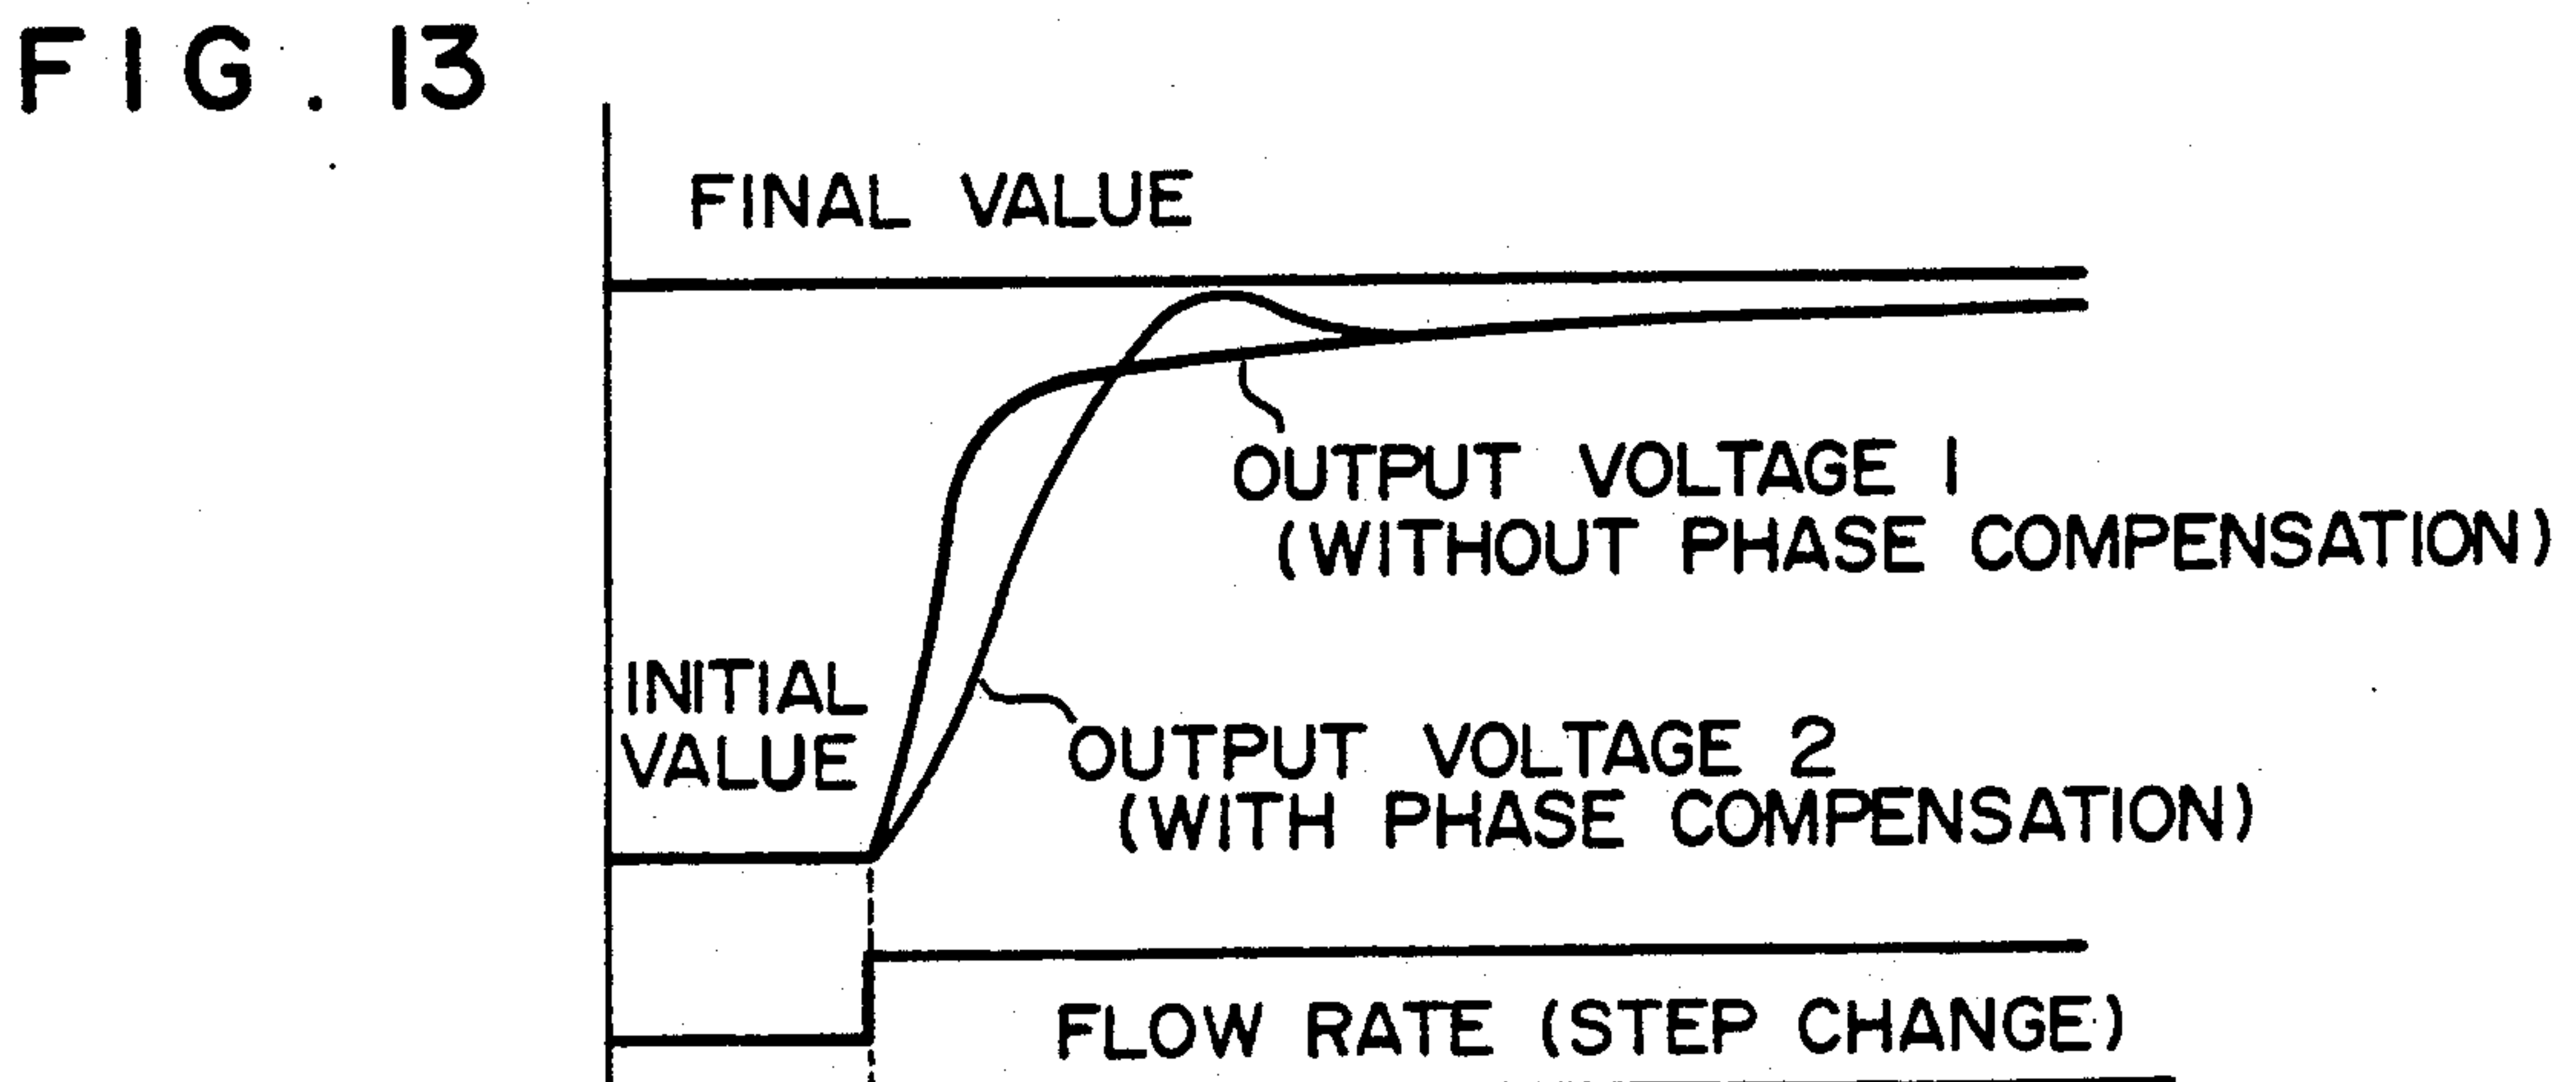 FIG. 13
FINAL VALUE
OUTPUT VOLTAGE 1
(WITHOUT PHASE COMPENSATION)
INITIAL
VALUE
OUTPUT VOLTAGE 2
(WITH PHASE COMPENSATION)
FLOW RATE (STEP CHANGE)